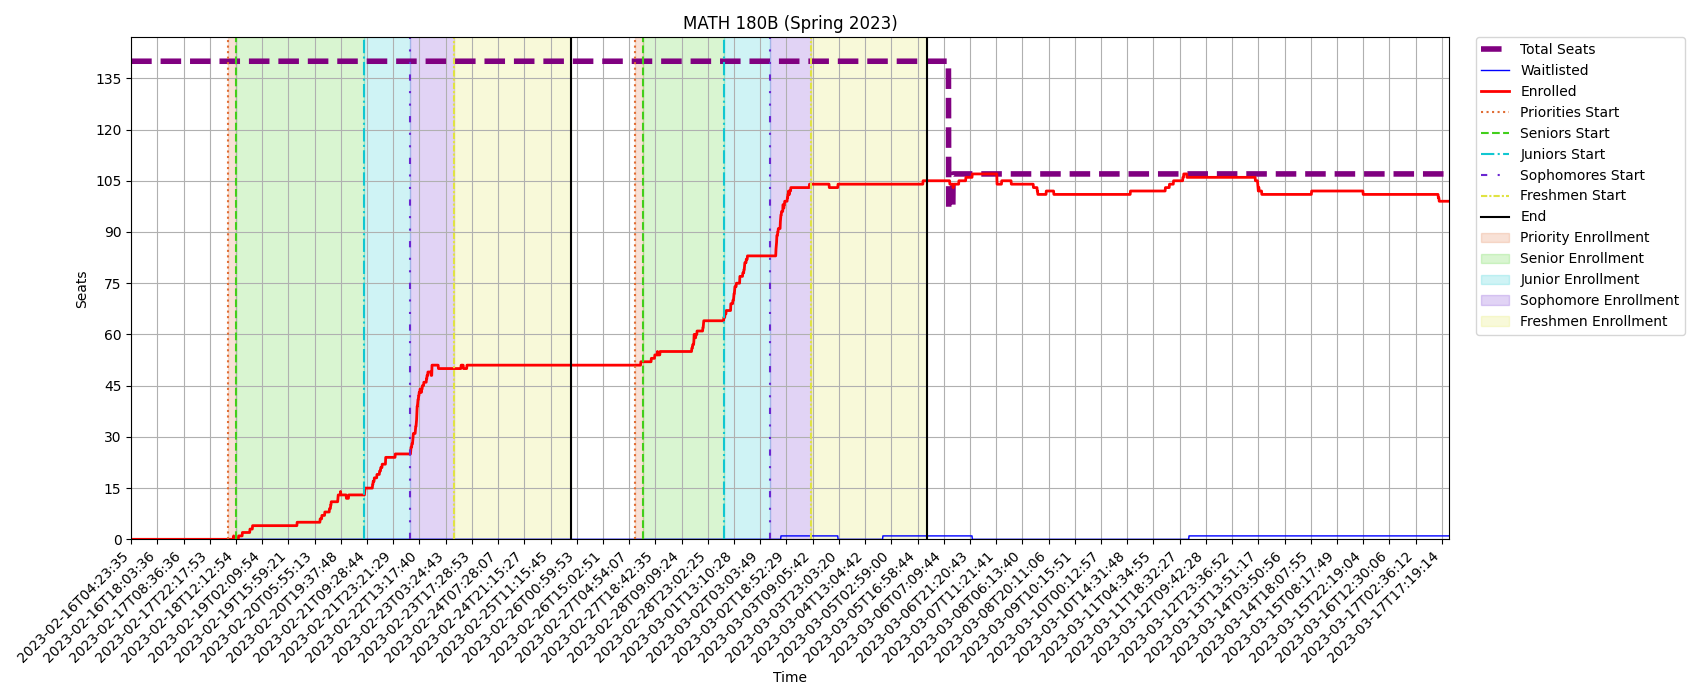 MATH 180B (Spring 2023)
Seats
135
120
105
90
75
60
45
30
15
0
2023-02-16T04:23:35
2023-02-16T18:03:36
2023-02-17T08:36:36
2023-02-17T22:17:53
2023-02-18T12:12:54
2023-02-19T02:09:54
2023-02-19T15:59:21
2023-02-20T05:55:13
2023-02-20T19:37:48
2023-02-21T09:28:44
2023-02-21T23:21:29
2023-02-22T13:17:40
2023-02-23T03:24:43
2023-02-23T17:28:53
2023-02-24T07:28:07
2023-02-24T21:15:27
2023-02-25T11:15:45
2023-02-26T00:59:53
2023-02-26T15:02:51
2023-02-27T04:54:07
2023-02-27T18:42:35
2023-02-28T09:09:24
2023-02-28T23:02:25
2023-03-01T13:10:28
2023-03-02T03:03:49
2023-03-02T18:52:29
2023-03-03T09:05:42
2023-03-03T23:03:20
2023-03-04T13:04:42
2023-03-05T02:59:00
2023-03-05T16:58:44
2023-03-06T07:09:44
2023-03-06T21:20:43
2023-03-07T11:21:41
2023-03-08T06:13:40
2023-03-08T20:11:06
2023-03-09T10:15:51
2023-03-10T00:12:57
2023-03-10T14:31:48
2023-03-11T04:34:55
2023-03-11T18:32:27
2023-03-12T09:42:28
2023-03-12T23:36:52
2023-03-13T13:51:17
2023-03-14T03:50:56
2023-03-14T18:07:55
2023-03-15T08:17:49
2023-03-15T22:19:04
2023-03-16T12:30:06
2023-03-17T02:36:12
2023-03-17T17:19:14
Time
Total Seats
Waitlisted
Enrolled
Priorities Start
Seniors Start
Juniors Start
Sophomores Start
Freshmen Start
End
Priority Enrollment
Senior Enrollment
Junior Enrollment
Sophomore Enrollment
Freshmen Enrollment